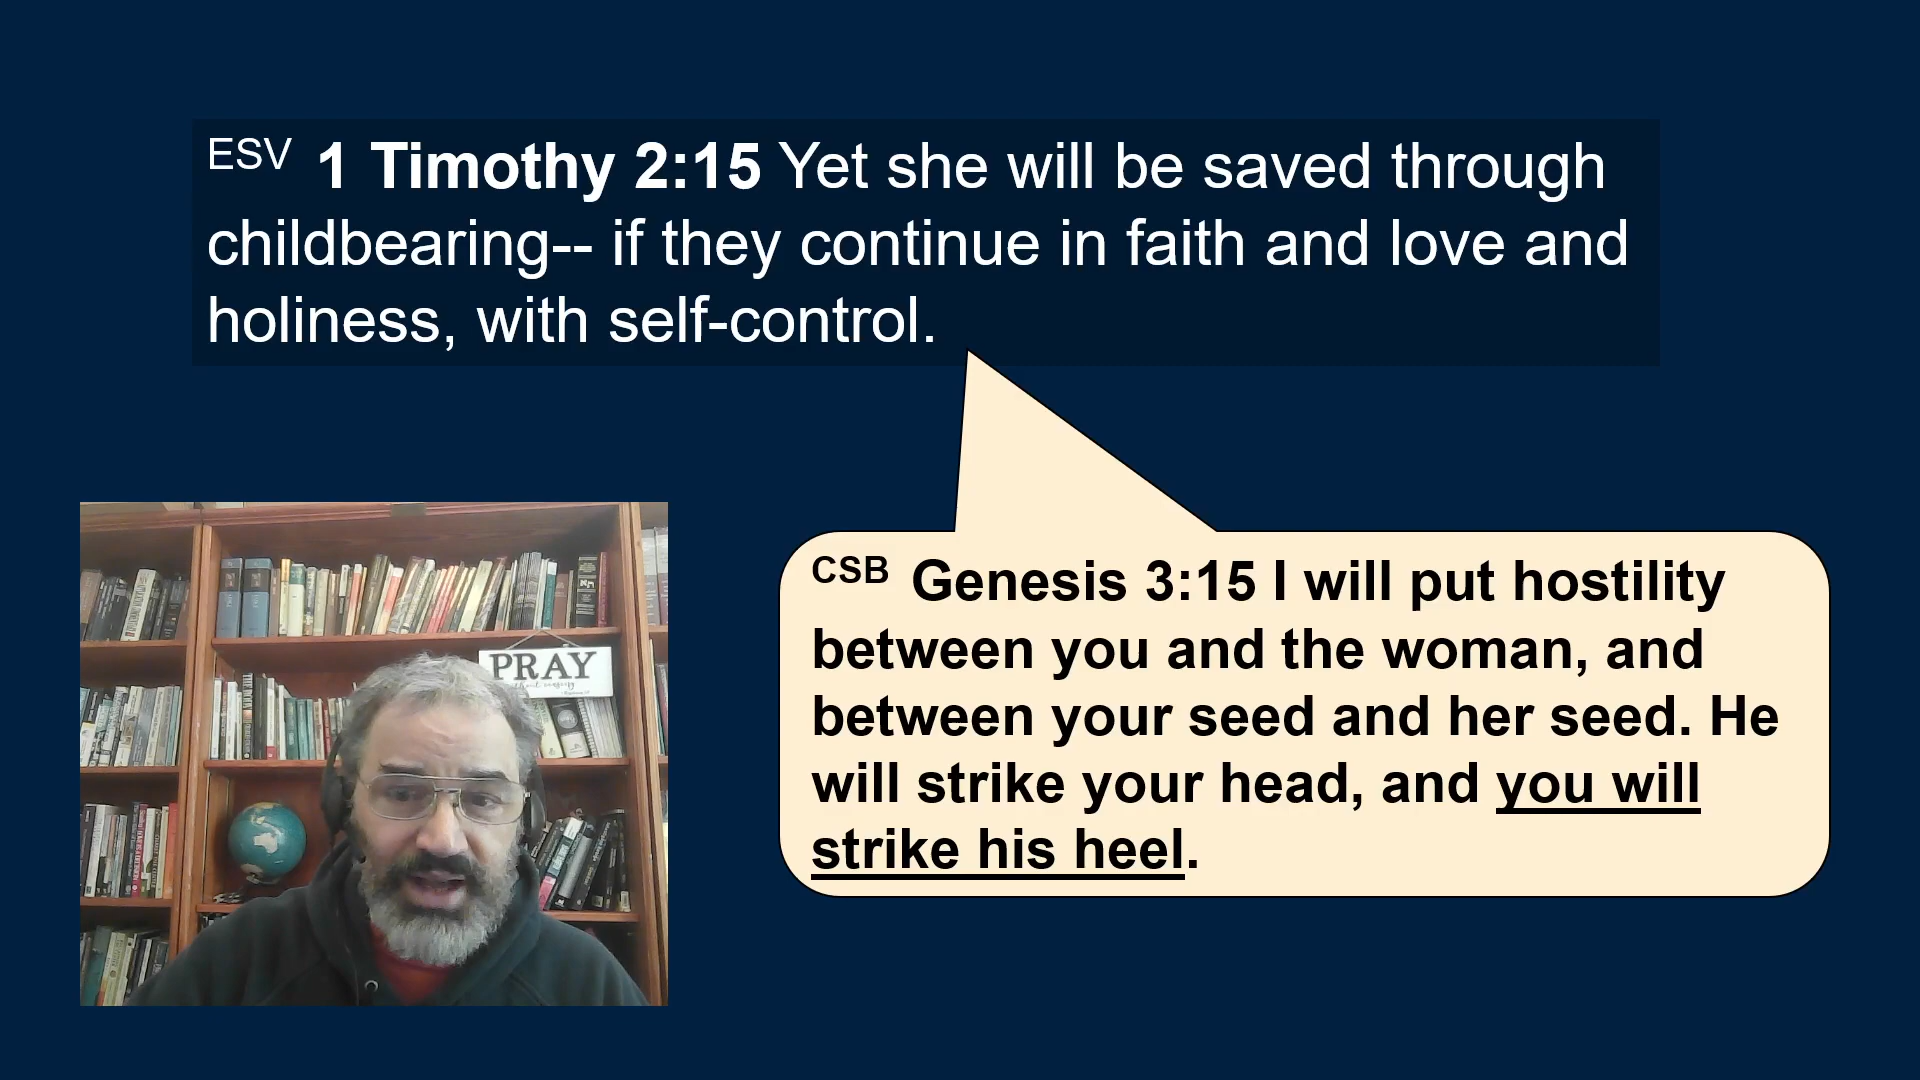 ESV 1 Timothy 2:15 Yet she will be saved through
childbearing-- if they continue in faith and love and
holiness, with self-control.
CSB Genesis 3:15 I will put hostility
between you and the woman, and
between your seed and her seed. He
will strike your head, and you will
strike his heel.
PRAY